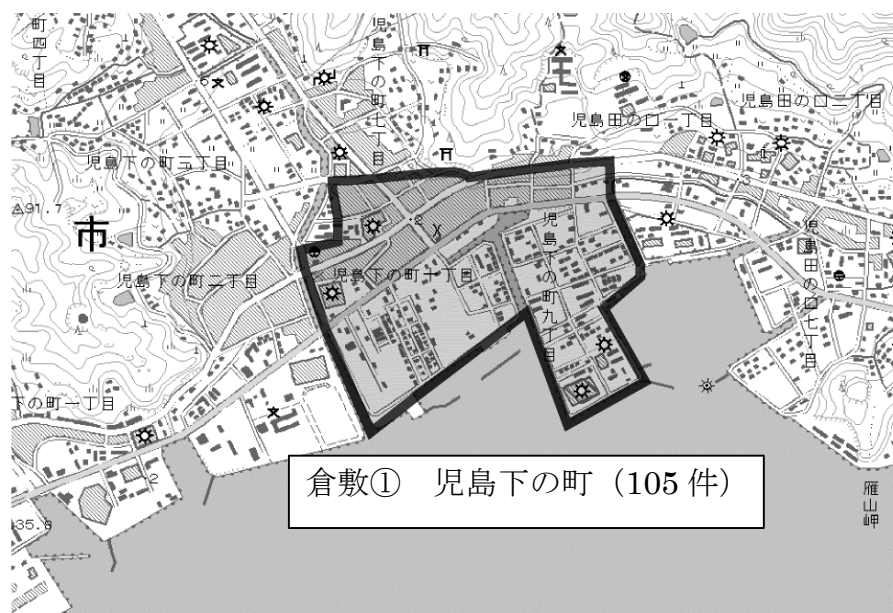 町四丁目
児島下の町七丁目
児島田の口二丁目
児島田の口一丁目
児島下の町三丁目
91.7
市
児島下の町二丁目
児島下の町十丁目
児島下の町九丁目
児島田の口七丁目
下の町一丁目
2
倉敷① 児島下の町（105件）
雁山岬
35.8